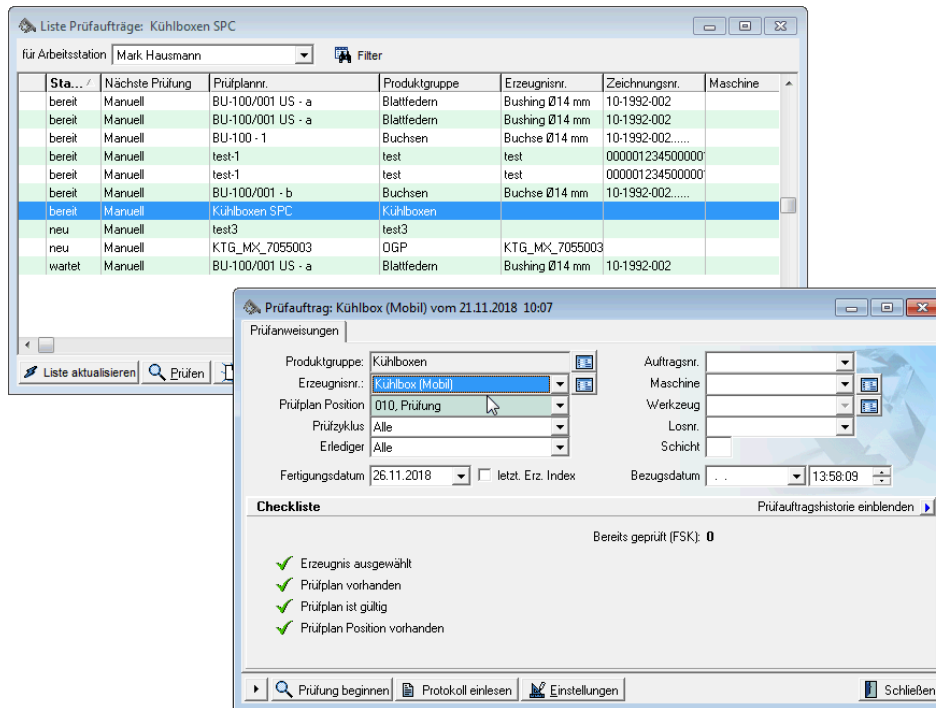 Liste Prüfaufträge: Kühlboxen SPC
für Arbeitsstation Mark Hausmann Filter
Sta... Nächste Prüfung Prüfplannr. Produktgruppe Erzeugnisnr. Zeichnungsnr. Maschine
bereit Manuell BU-100/001 US - a Blattfedern Bushing Ø14 mm 10-1992-002
bereit Manuell BU-100/001 US - a Blattfedern Bushing Ø14 mm 10-1992-002
bereit Manuell BU-100 - 1 Buchsen Buchse Ø14 mm 10-1992-002......
bereit Manuell test-1 test test 000001234500000
bereit Manuell test-1 test test 000001234500000
bereit Manuell BU-100/001 - b Buchsen Buchse Ø14 mm 10-1992-002......
bereit Manuell Kühlboxen SPC Kühlboxen
neu Manuell test3 test3
neu Manuell KTG_MX_7055003 OGP KTG_MX_7055003
wartet Manuell BU-100/001 US - a Blattfedern Bushing Ø14 mm 10-1992-002
Liste aktualisieren Prüfen
Prüfauftrag: Kühlbox (Mobil) vom 21.11.2018 10:07
Prüfanweisungen
Produktgruppe: Kühlboxen Auftragsnr.
Erzeugnisnr.: Kühlbox (Mobil) Maschine
Prüfplan Position 010, Prüfung Werkzeug
Prüfzyklus Alle Losnr.
Erlediger Alle Schicht
Fertigungsdatum 26.11.2018 letzt. Erz. Index Bezugsdatum . . 13:58:09
Checkliste Prüfauftragshistorie einblenden
Bereits geprüft (FSK): 0
Erzeugnis ausgewählt
Prüfplan vorhanden
Prüfplan ist gültig
Prüfplan Position vorhanden
Prüfung beginnen Protokoll einlesen Einstellungen Schließen